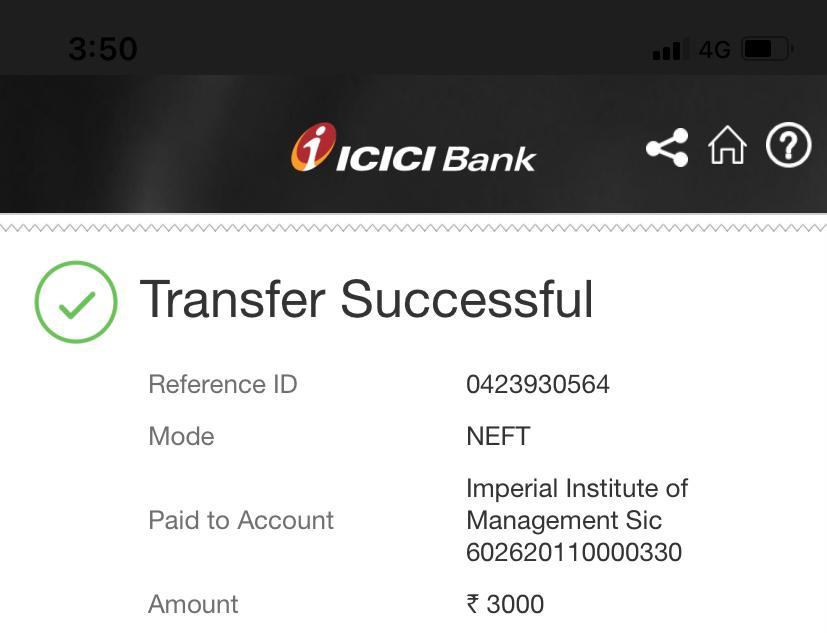 3:50
4G
i ICICI Bank
?
Transfer Successful
Reference ID 0423930564
Mode NEFT
Paid to Account Imperial Institute of
Management Sic
602620110000330
Amount ₹ 3000